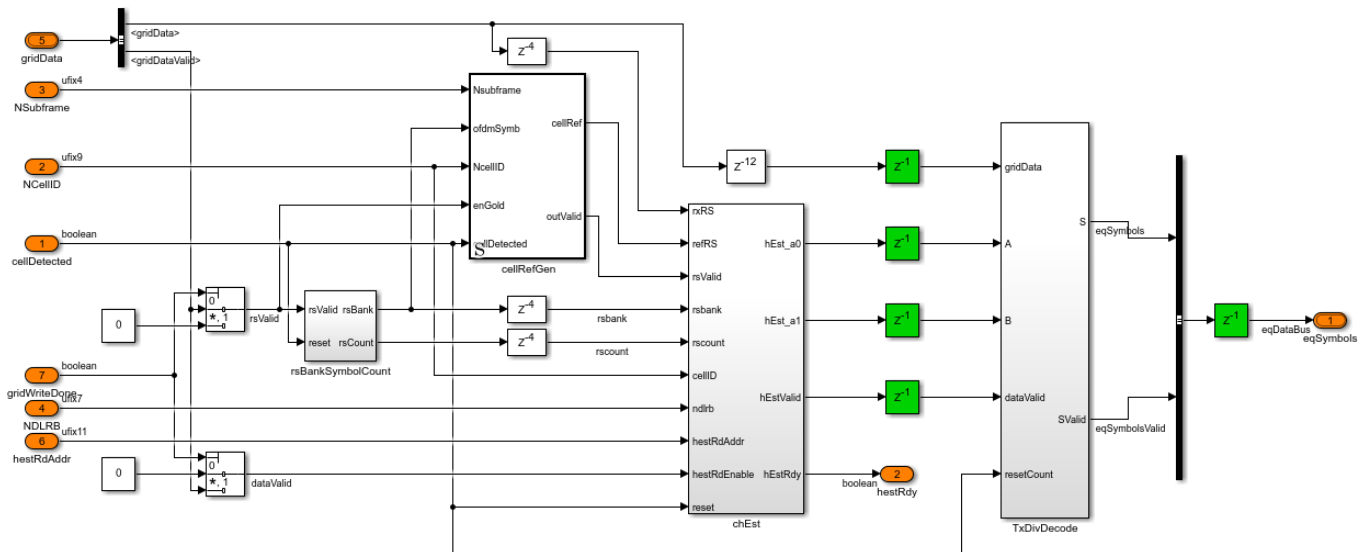 5
gridData
<gridData>
<gridDataValid>
Z-4
ufix4
3
NSubframe
ufix9
2
NCellID
boolean
1
cellDetected
Nsubframe
ofdmSymb
NcellID
enGold
cellDetected
S
cellRef
outValid
cellRefGen
0
0
*, 1
rsValid
rsValid rsBank
reset rsCount
rsBankSymbolCount
Z-4
rsbank
Z-4
rscount
boolean
7
gridWriteDone
ufix7
4
NDLRB
ufix11
6
hestRdAddr
0
0
*, 1
dataValid
Z-12
Z-1
rxRS
refRS
rsValid
rsbank
rscount
cellID
ndlrb
hestRdAddr
hestRdEnable
reset
hEst_a0
hEst_a1
hEstValid
hEstRdy
chEst
Z-1
Z-1
Z-1
boolean
2
hestRdy
gridData
A
B
dataValid
resetCount
S
SValid
TxDivDecode
eqSymbols
eqSymbolsValid
Z-1
eqDataBus
1
eqSymbols